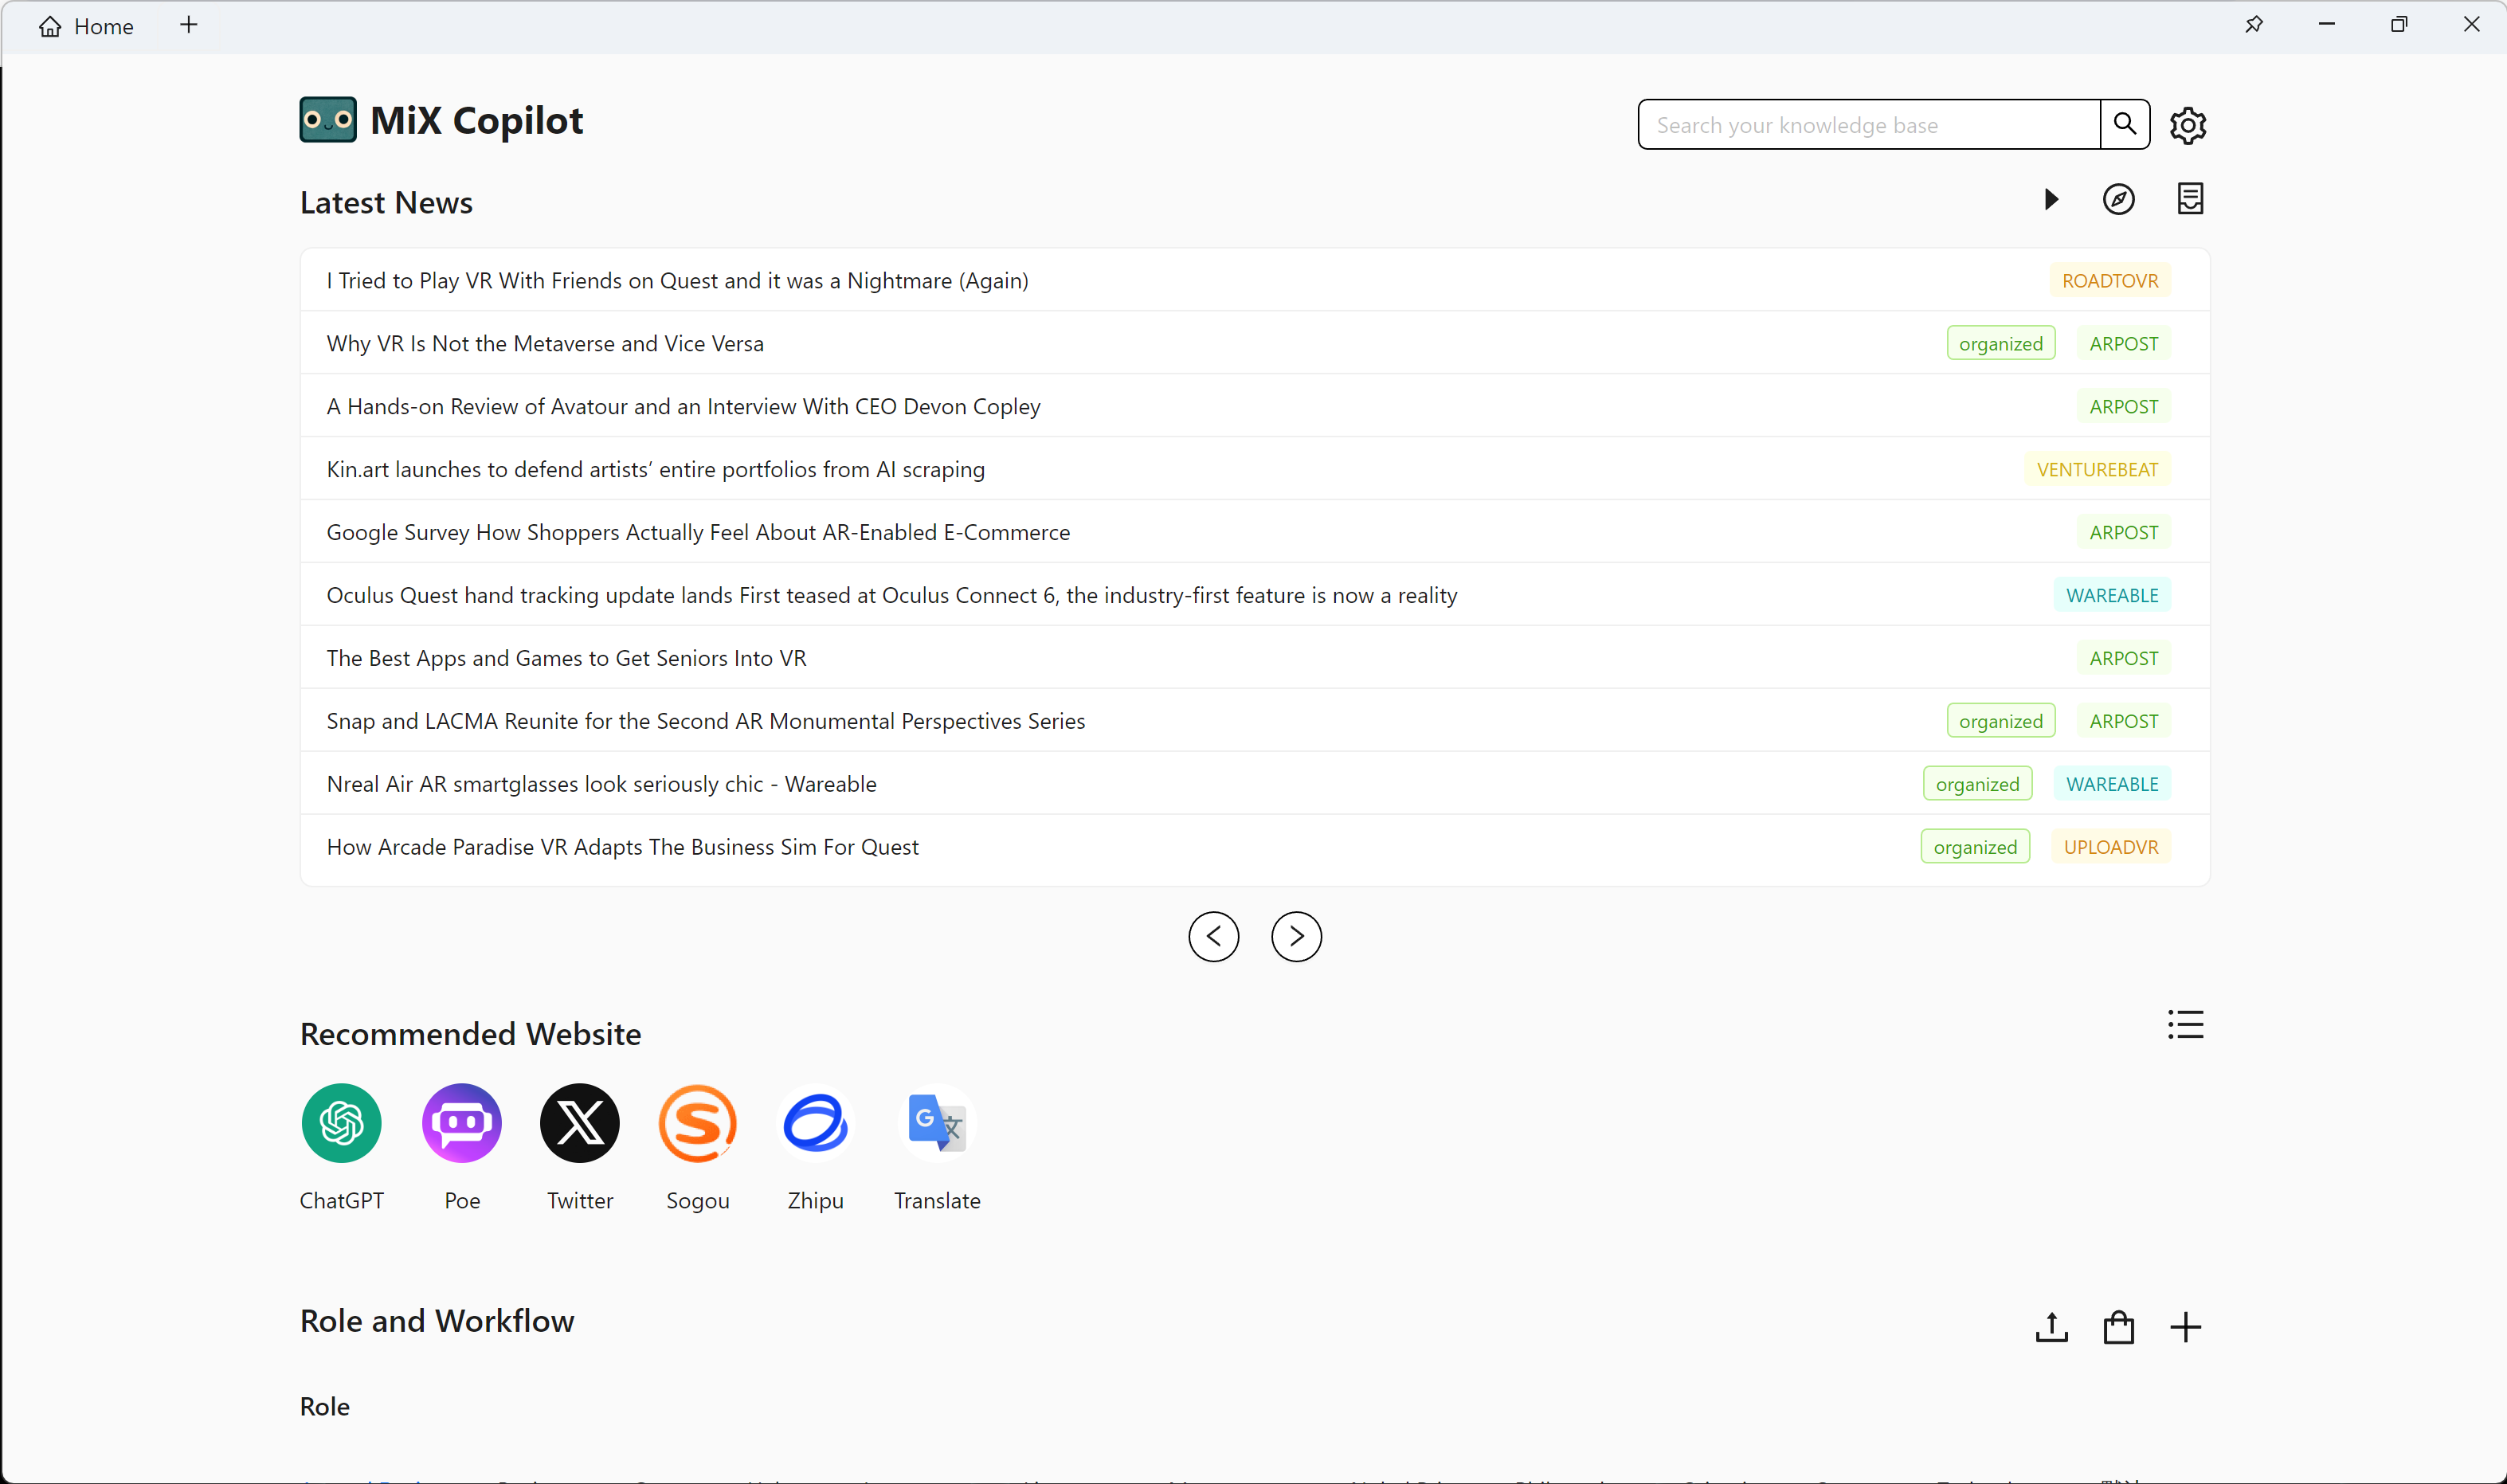 Home
MiX Copilot
Search your knowledge base
Latest News
I Tried to Play VR With Friends on Quest and it was a Nightmare (Again) ROADTOVR
Why VR Is Not the Metaverse and Vice Versa organized ARPOST
A Hands-on Review of Avatour and an Interview With CEO Devon Copley ARPOST
Kin.art launches to defend artists’ entire portfolios from AI scraping VENTUREBEAT
Google Survey How Shoppers Actually Feel About AR-Enabled E-Commerce ARPOST
Oculus Quest hand tracking update lands First teased at Oculus Connect 6, the industry-first feature is now a reality WAREABLE
The Best Apps and Games to Get Seniors Into VR ARPOST
Snap and LACMA Reunite for the Second AR Monumental Perspectives Series organized ARPOST
Nreal Air AR smartglasses look seriously chic - Wareable organized WAREABLE
How Arcade Paradise VR Adapts The Business Sim For Quest organized UPLOADVR
Recommended Website
ChatGPT Poe Twitter Sogou Zhipu Translate
Role and Workflow
Role